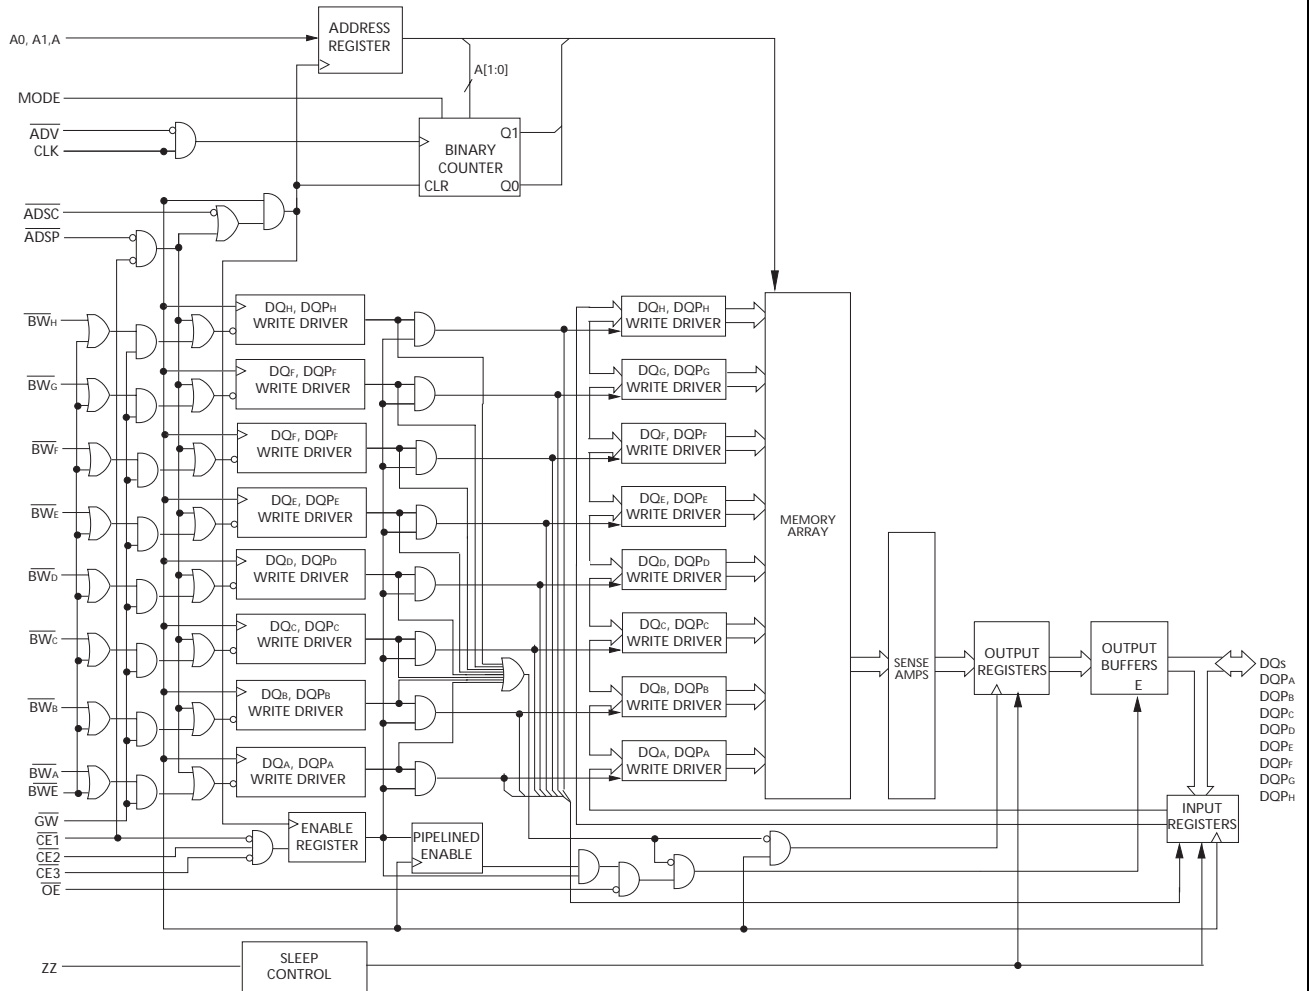 A0, A1,A
ADDRESS
REGISTER
A[1:0]
MODE
ADV
CLK
BINARY
COUNTER
Q1
CLR
Q0
ADSC
ADSP
BWH
DQH, DQPH
WRITE DRIVER
DQH, DQPH
WRITE DRIVER
BWG
DQF, DQPF
WRITE DRIVER
DQG, DQPG
WRITE DRIVER
BWF
DQF, DQPF
WRITE DRIVER
DQF, DQPF
WRITE DRIVER
BWE
DQE, DQPE
WRITE DRIVER
DQE, DQPE
WRITE DRIVER
MEMORY
ARRAY
BWD
DQD, DQPD
WRITE DRIVER
DQD, DQPD
WRITE DRIVER
BWC
DQC, DQPC
WRITE DRIVER
DQC, DQPC
WRITE DRIVER
SENSE
AMPS
OUTPUT
REGISTERS
OUTPUT
BUFFERS
E
DQs
DQPA
DQPB
DQPC
DQPD
DQPE
DQPF
DQPG
DQPH
BWB
DQB, DQPB
WRITE DRIVER
DQB, DQPB
WRITE DRIVER
BWA
BWE
DQA, DQPA
WRITE DRIVER
DQA, DQPA
WRITE DRIVER
INPUT
REGISTERS
GW
CE1
CE2
CE3
ENABLE
REGISTER
PIPELINED
ENABLE
OE
ZZ
SLEEP
CONTROL